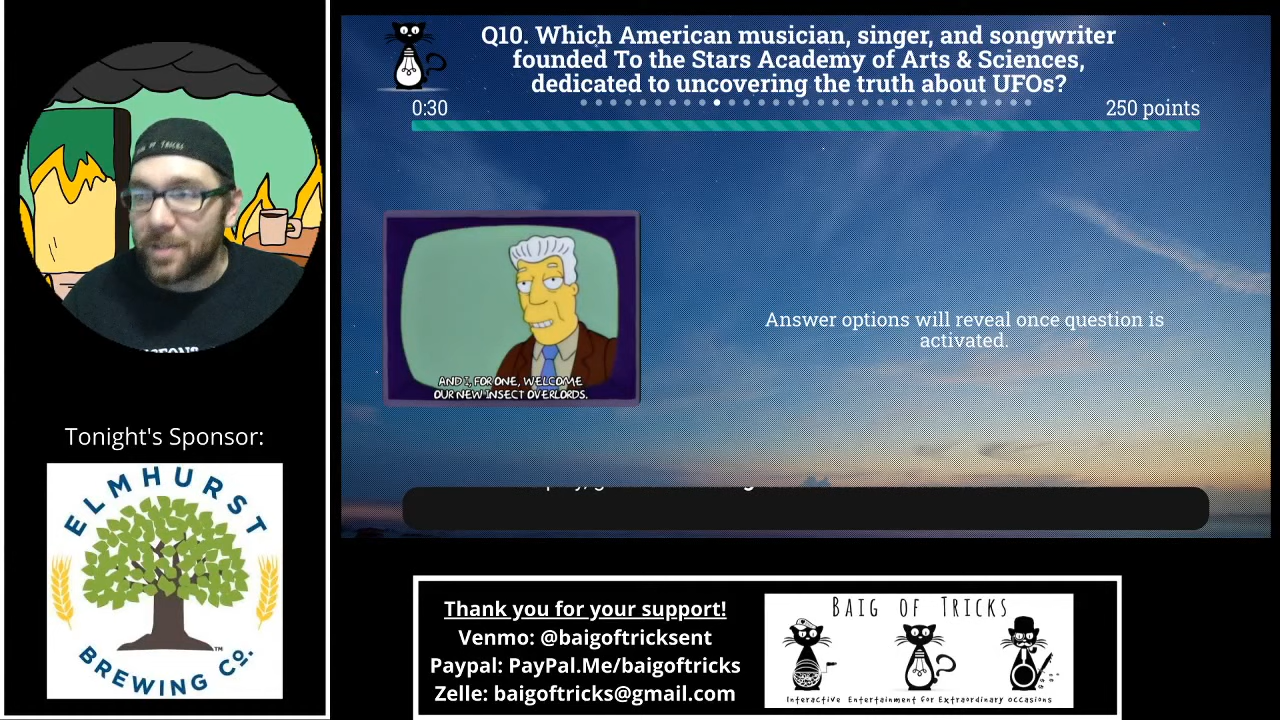 Q10. Which American musician, singer, and songwriter
founded To the Stars Academy of Arts & Sciences,
dedicated to uncovering the truth about UFOs?
0:30
250 points
AND I, FOR ONE, WELCOME
OUR NEW INSECT OVERLORDS.
Answer options will reveal once question is
activated.
Tonight's Sponsor:
ELMHURST
BREWING CO.
TM
Thank you for your support!
Venmo: @baigoftricksent
Paypal: PayPal.Me/baigoftricks
Zelle: baigoftricks@gmail.com
BAIG OF TRICKS
Interactive Entertainment for Extraordinary occasions